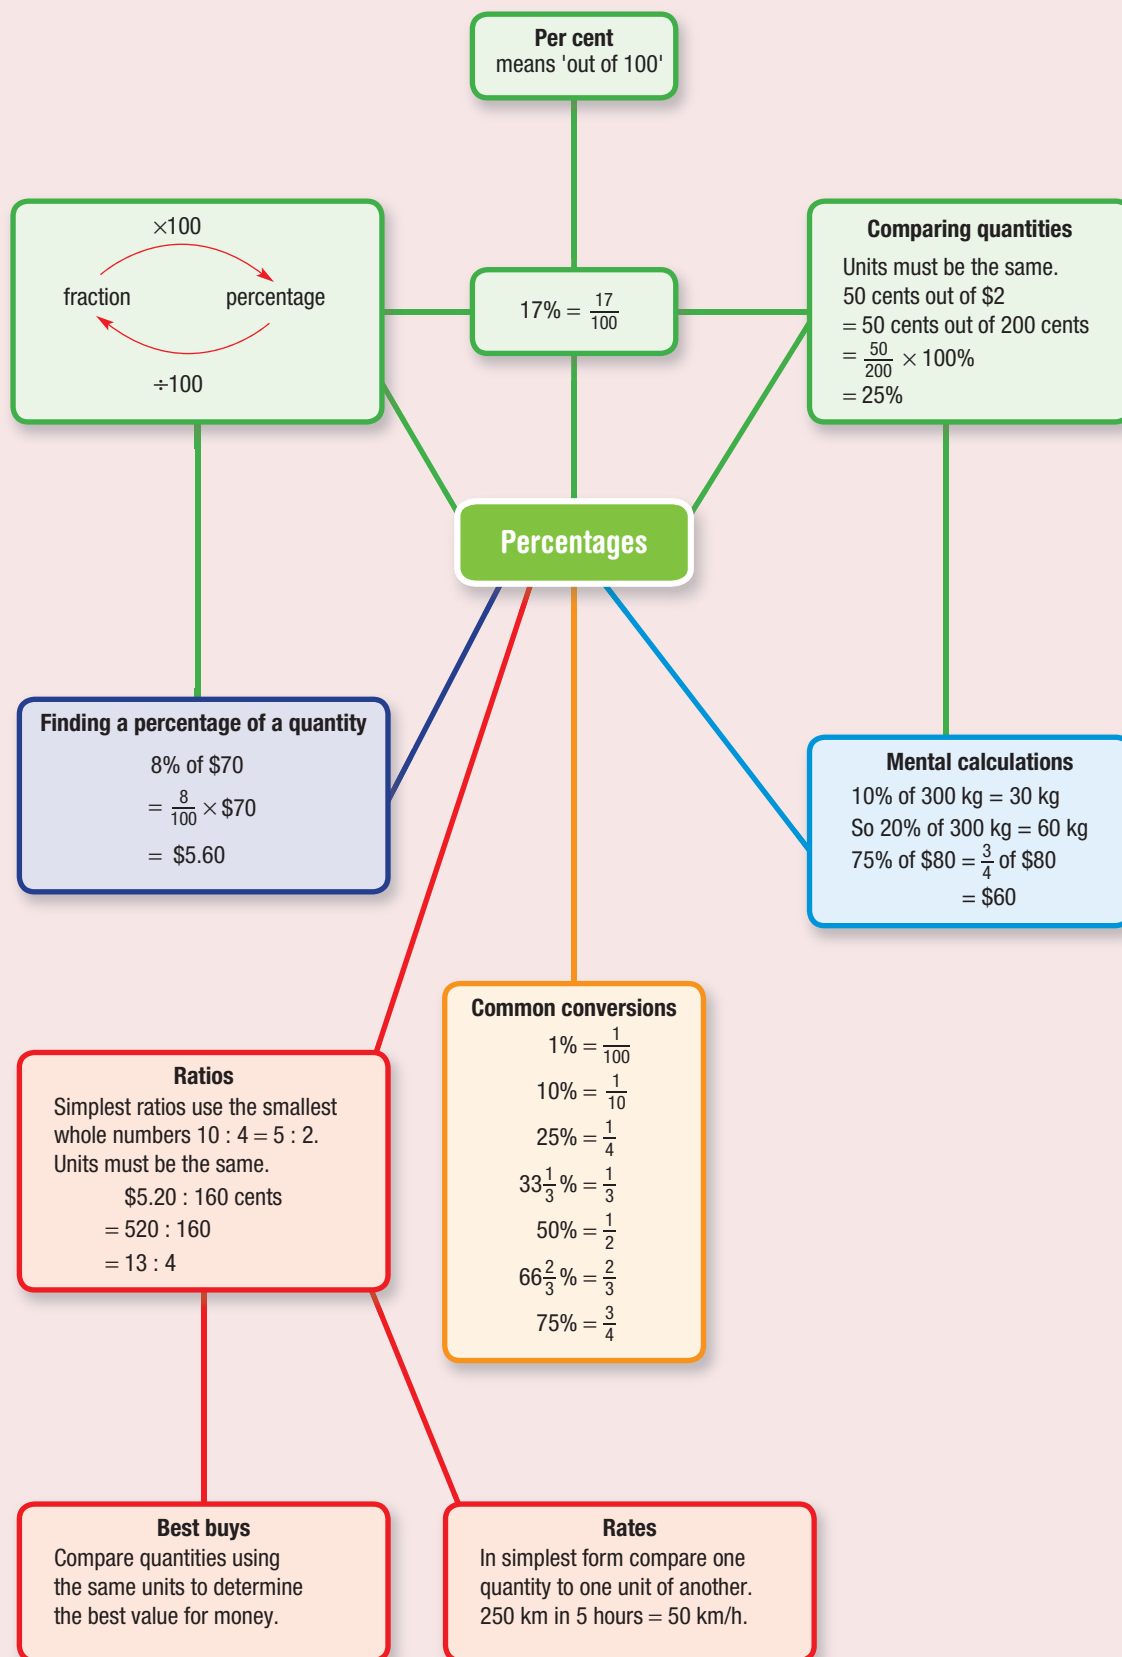 Per cent
means 'out of 100'
×100
fraction percentage
÷100
17% = 17/100
Comparing quantities
Units must be the same.
50 cents out of $2
= 50 cents out of 200 cents
= 50/200 × 100%
= 25%
Percentages
Finding a percentage of a quantity
8% of $70
= 8/100 × $70
= $5.60
Mental calculations
10% of 300 kg = 30 kg
So 20% of 300 kg = 60 kg
75% of $80 = 3/4 of $80
= $60
Common conversions
1% = 1/100
10% = 1/10
25% = 1/4
33 1/3 % = 1/3
50% = 1/2
66 2/3 % = 2/3
75% = 3/4
Ratios
Simplest ratios use the smallest
whole numbers 10 : 4 = 5 : 2.
Units must be the same.
$5.20 : 160 cents
= 520 : 160
= 13 : 4
Best buys
Compare quantities using
the same units to determine
the best value for money.
Rates
In simplest form compare one
quantity to one unit of another.
250 km in 5 hours = 50 km/h.